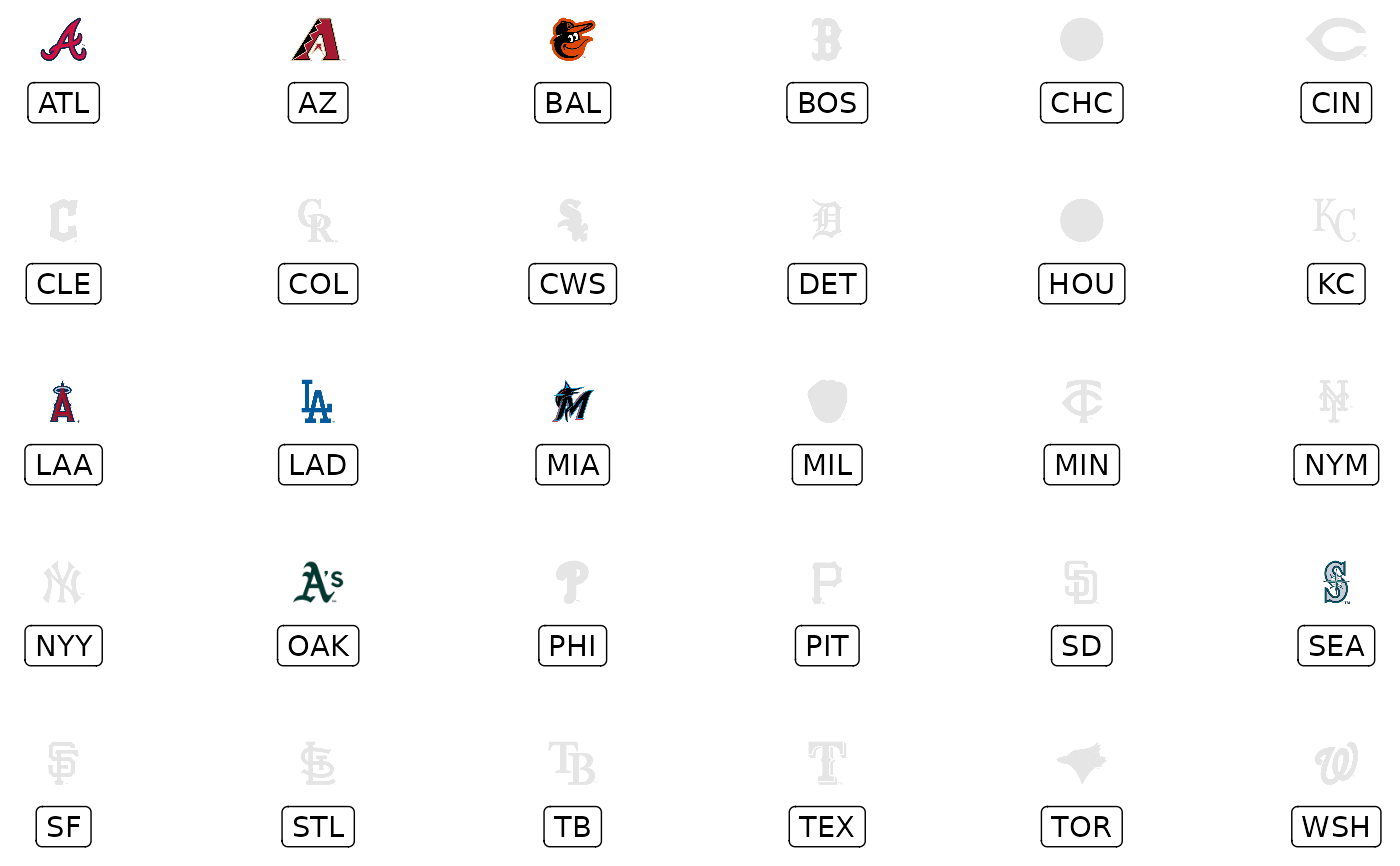 ATL AZ BAL BOS CHC CIN
CLE COL CWS DET HOU KC
LAA LAD MIA MIL MIN NYM
A's
NYY OAK PHI PIT SD SEA
SF STL TB TEX TOR WSH